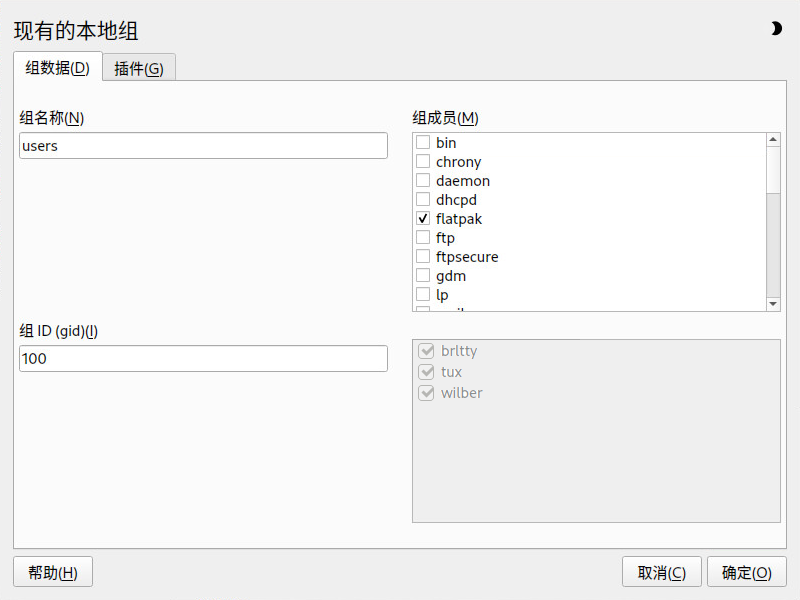 现有的本地组
组数据(D)
插件(G)
组名称(N)
users
组 ID (gid)(I)
100
组成员(M)
bin
chrony
daemon
dhcpd
flatpak
ftp
ftpsecure
gdm
lp
brltty
tux
wilber
帮助(H)
取消(C)
确定(O)